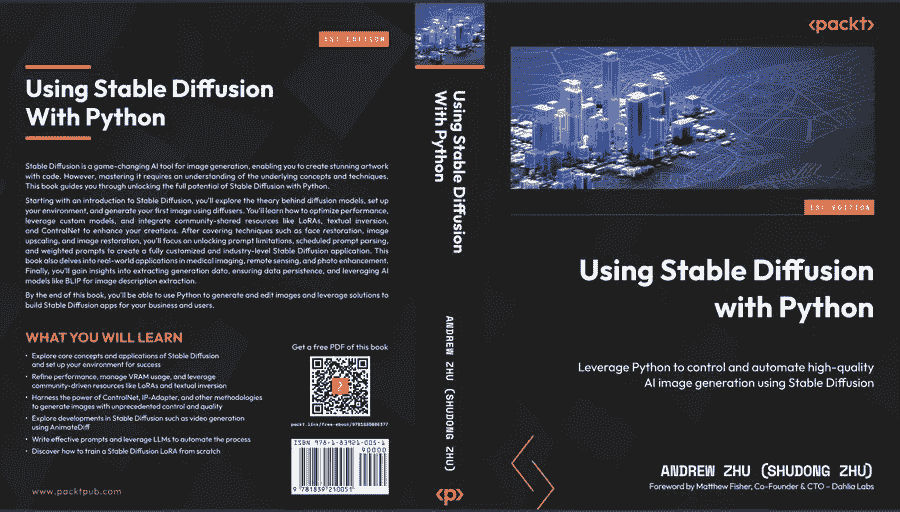 1ST EDITION
Using Stable Diffusion
With Python
Stable Diffusion is a game-changing AI tool for image generation, enabling you to create stunning artwork
with code. However, mastering it requires an understanding of the underlying concepts and techniques.
This book guides you through unlocking the full potential of Stable Diffusion with Python.
Starting with an introduction to Stable Diffusion, you'll explore the theory behind diffusion models, set up
your environment, and generate your first image using diffusers. You'll learn how to optimize performance,
leverage custom models, and integrate community-shared resources like LoRAs, textual inversion,
and ControlNet to enhance your creations. After covering techniques such as face restoration, image
upscaling, and image restoration, you'll focus on unlocking prompt limitations, scheduled prompt parsing,
and weighted prompts to create a fully customized and industry-level Stable Diffusion application. This
book also delves into real-world applications in medical imaging, remote sensing, and photo enhancement.
Finally, you'll gain insights into extracting generation data, ensuring data persistence, and leveraging AI
models like BLIP for image description extraction.
By the end of this book, you'll be able to use Python to generate and edit images and leverage solutions to
build Stable Diffusion apps for your business and users.
WHAT YOU WILL LEARN
• Explore core concepts and applications of Stable Diffusion
and set up your environment for success
• Refine performance, manage VRAM usage, and leverage
community-driven resources like LoRAs and textual inversion
• Harness the power of ControlNet, IP-Adapter, and other methodologies
to generate images with unprecedented control and quality
• Explore developments in Stable Diffusion such as video generation
using AnimateDiff
• Write effective prompts and leverage LLMs to automate the process
• Discover how to train a Stable Diffusion LoRA from scratch
www.packtpub.com
Get a free PDF of this book
packt.link/free-ebook/
ISBN 978-1-83921-005-1
90000
9 781839 210051
Using Stable Diffusion
With Python
ANDREW ZHU (SHUDONG ZHU)
<p>
<packt>
1ST EDITION
Using Stable Diffusion
with Python
Leverage Python to control and automate high-quality
AI image generation using Stable Diffusion
ANDREW ZHU (SHUDONG ZHU)
Foreword by Matthew Fisher, Co-Founder & CTO – Dahlia Labs